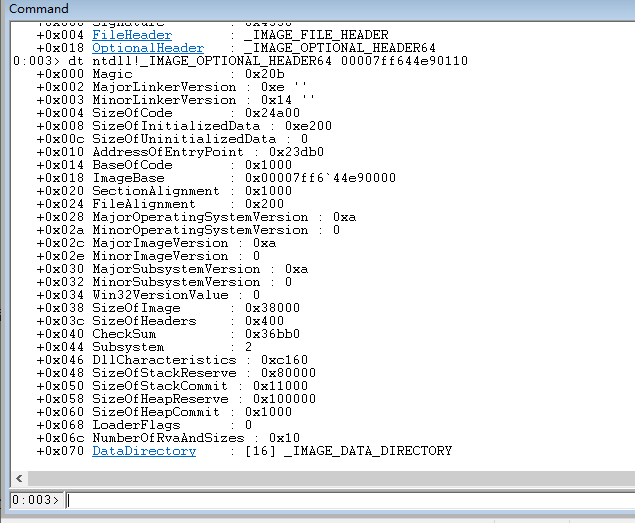 Command
+0x000 Signature : 0x4550
+0x004 FileHeader : _IMAGE_FILE_HEADER
+0x018 OptionalHeader : _IMAGE_OPTIONAL_HEADER64
0:003> dt ntdll!_IMAGE_OPTIONAL_HEADER64 00007ff644e90110
+0x000 Magic : 0x20b
+0x002 MajorLinkerVersion : 0xe ''
+0x003 MinorLinkerVersion : 0x14 ''
+0x004 SizeOfCode : 0x24a00
+0x008 SizeOfInitializedData : 0xe200
+0x00c SizeOfUninitializedData : 0
+0x010 AddressOfEntryPoint : 0x23db0
+0x014 BaseOfCode : 0x1000
+0x018 ImageBase : 0x00007ff6`44e90000
+0x020 SectionAlignment : 0x1000
+0x024 FileAlignment : 0x200
+0x028 MajorOperatingSystemVersion : 0xa
+0x02a MinorOperatingSystemVersion : 0
+0x02c MajorImageVersion : 0xa
+0x02e MinorImageVersion : 0
+0x030 MajorSubsystemVersion : 0xa
+0x032 MinorSubsystemVersion : 0
+0x034 Win32VersionValue : 0
+0x038 SizeOfImage : 0x38000
+0x03c SizeOfHeaders : 0x400
+0x040 CheckSum : 0x36bb0
+0x044 Subsystem : 2
+0x046 DllCharacteristics : 0xc160
+0x048 SizeOfStackReserve : 0x80000
+0x050 SizeOfStackCommit : 0x11000
+0x058 SizeOfHeapReserve : 0x100000
+0x060 SizeOfHeapCommit : 0x1000
+0x068 LoaderFlags : 0
+0x06c NumberOfRvaAndSizes : 0x10
+0x070 DataDirectory : [16] _IMAGE_DATA_DIRECTORY
0:003>